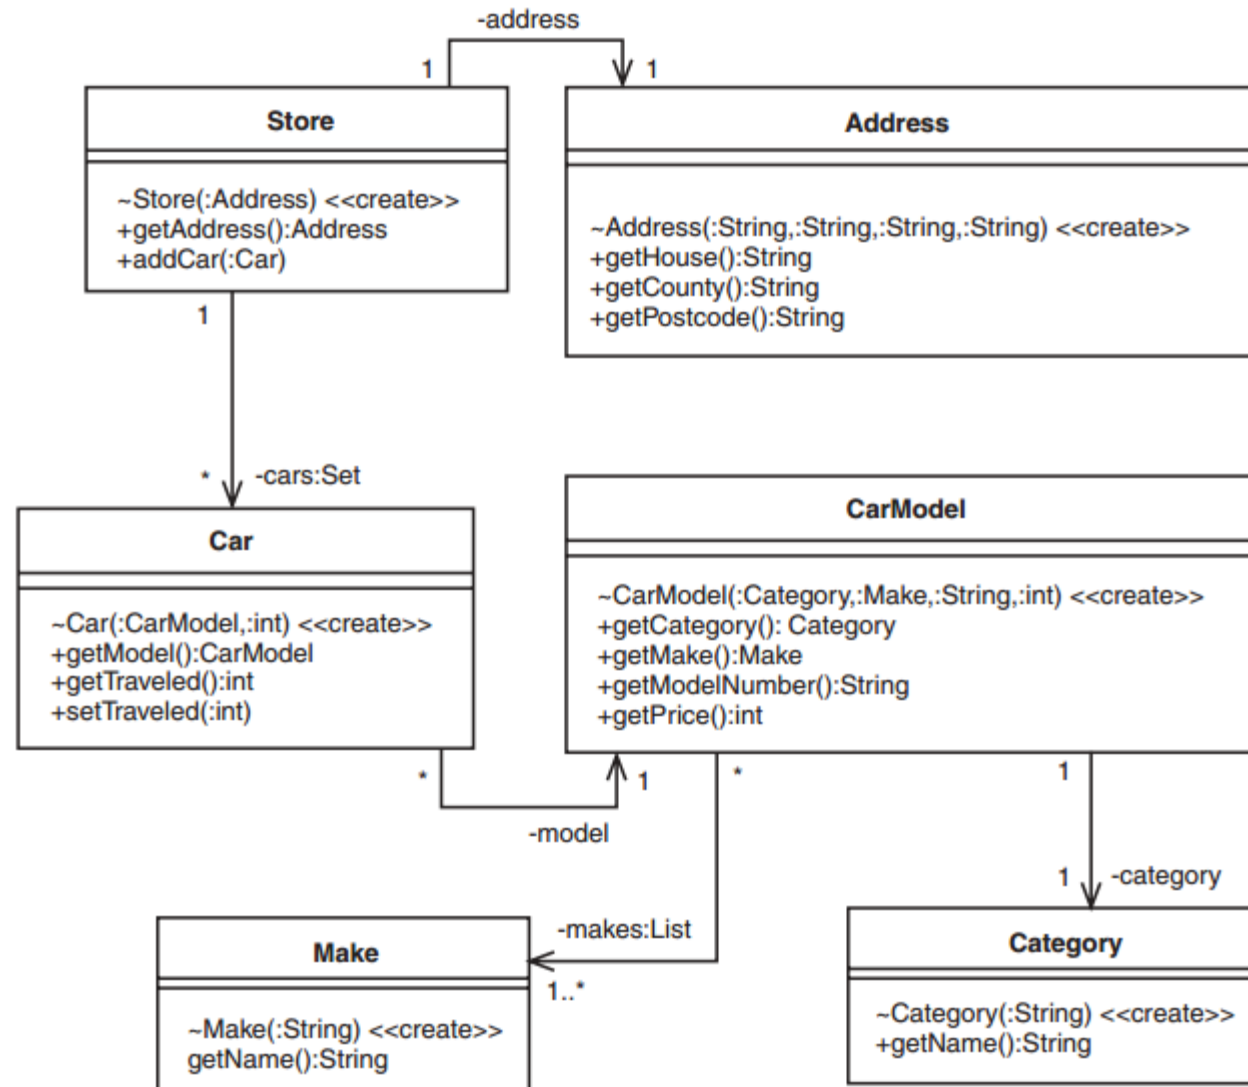 -address
1
1
Store
~Store(:Address) <<create>>
+getAddress():Address
+addCar(:Car)
Address
~Address(:String,:String,:String,:String) <<create>>
+getHouse():String
+getCounty():String
+getPostcode():String
1
*
-cars:Set
Car
~Car(:CarModel,:int) <<create>>
+getModel():CarModel
+getTraveled():int
+setTraveled(:int)
CarModel
~CarModel(:Category,:Make,:String,:int) <<create>>
+getCategory(): Category
+getMake():Make
+getModelNumber():String
+getPrice():int
*
1
-model
*
1
-makes:List
1..*
1
-category
Make
~Make(:String) <<create>>
getName():String
Category
~Category(:String) <<create>>
+getName():String